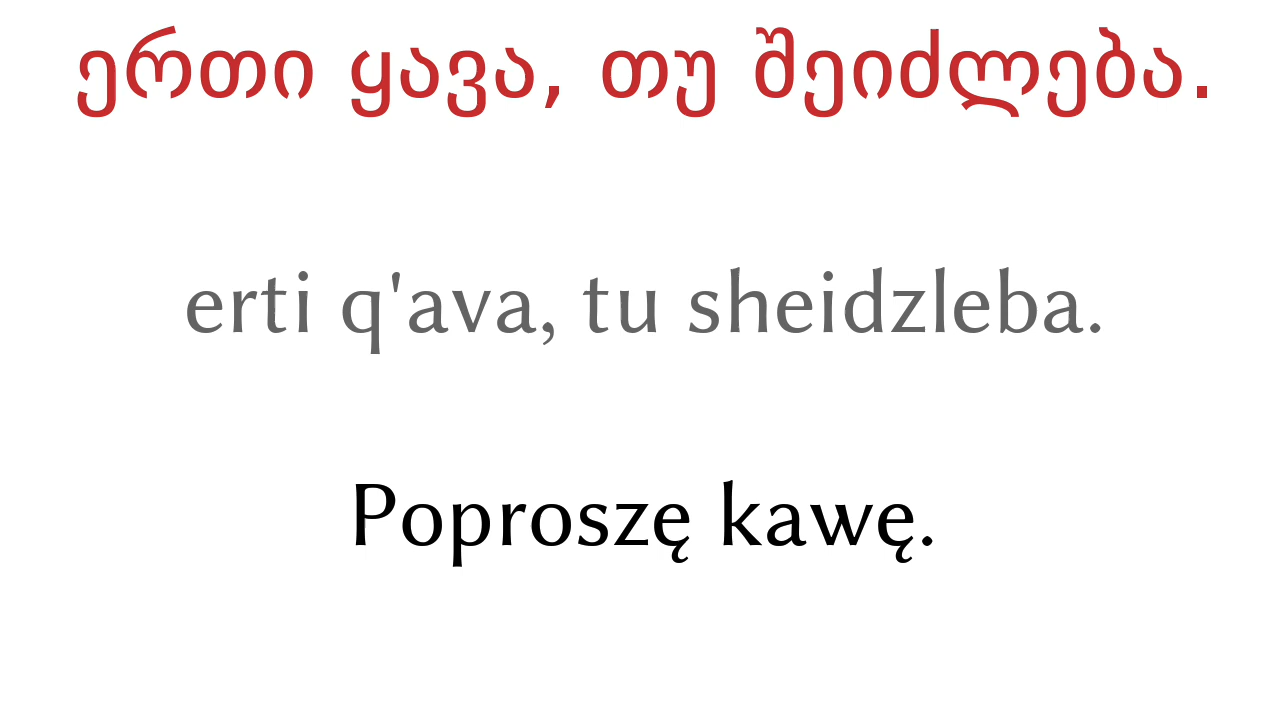 ერთი ყავა, თუ შეიძლება.
erti q'ava, tu sheidzleba.
Poproszę kawę.